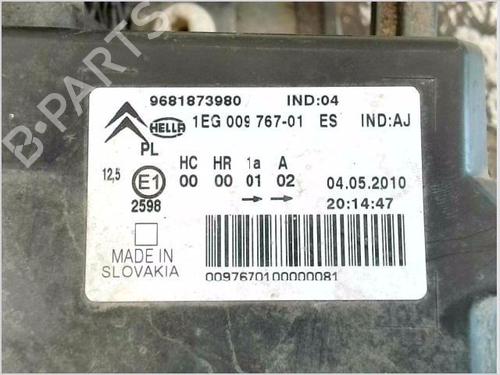 B-PARTS
9681873980 IND:04
HELLA 1EG 009 767-01 ES IND:AJ
PL
HC HR 1a A
12,5 E1 00 00 01 02 04.05.2010
2598 →→ 20:14:47
MADE IN
SLOVAKIA
0097670100000081